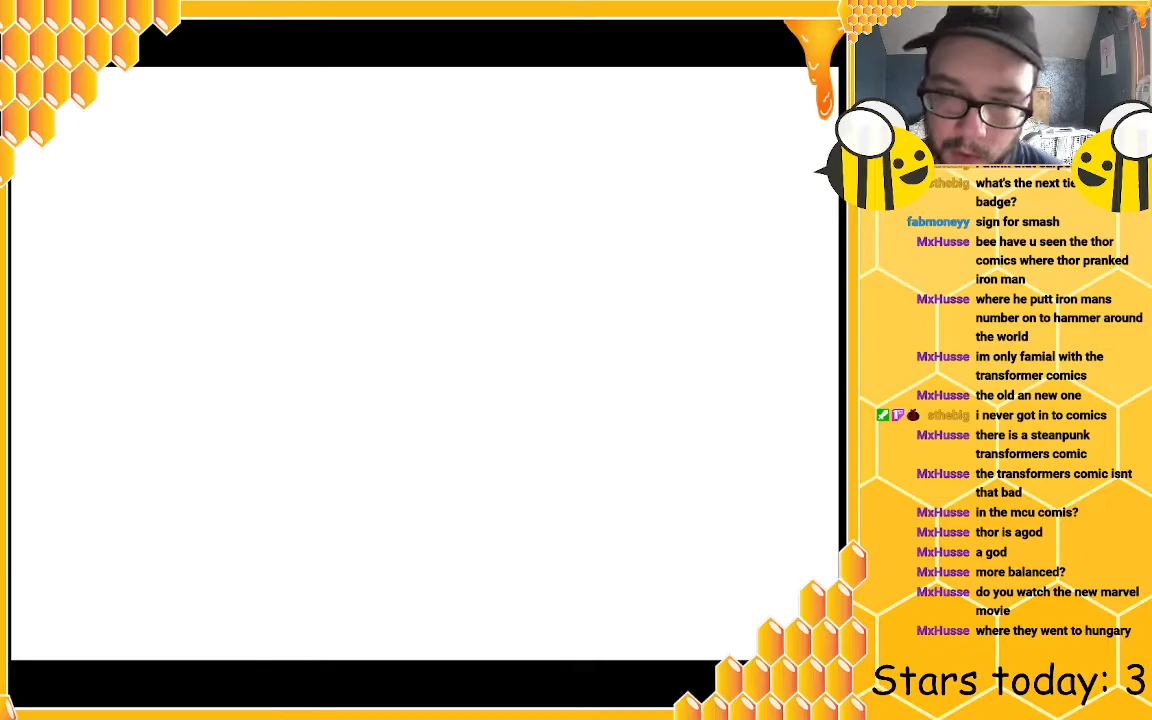 sthebig what's the next tie
badge?
fabmoneyy sign for smash
MxHusse bee have u seen the thor
comics where thor pranked
iron man
MxHusse where he putt iron mans
number on to hammer around
the world
MxHusse im only famial with the
transformer comics
MxHusse the old an new one
sthebig i never got in to comics
MxHusse there is a steanpunk
transformers comic
MxHusse the transformers comic isnt
that bad
MxHusse in the mcu comis?
MxHusse thor is agod
MxHusse a god
MxHusse more balanced?
MxHusse do you watch the new marvel
movie
MxHusse where they went to hungary
Stars today: 3